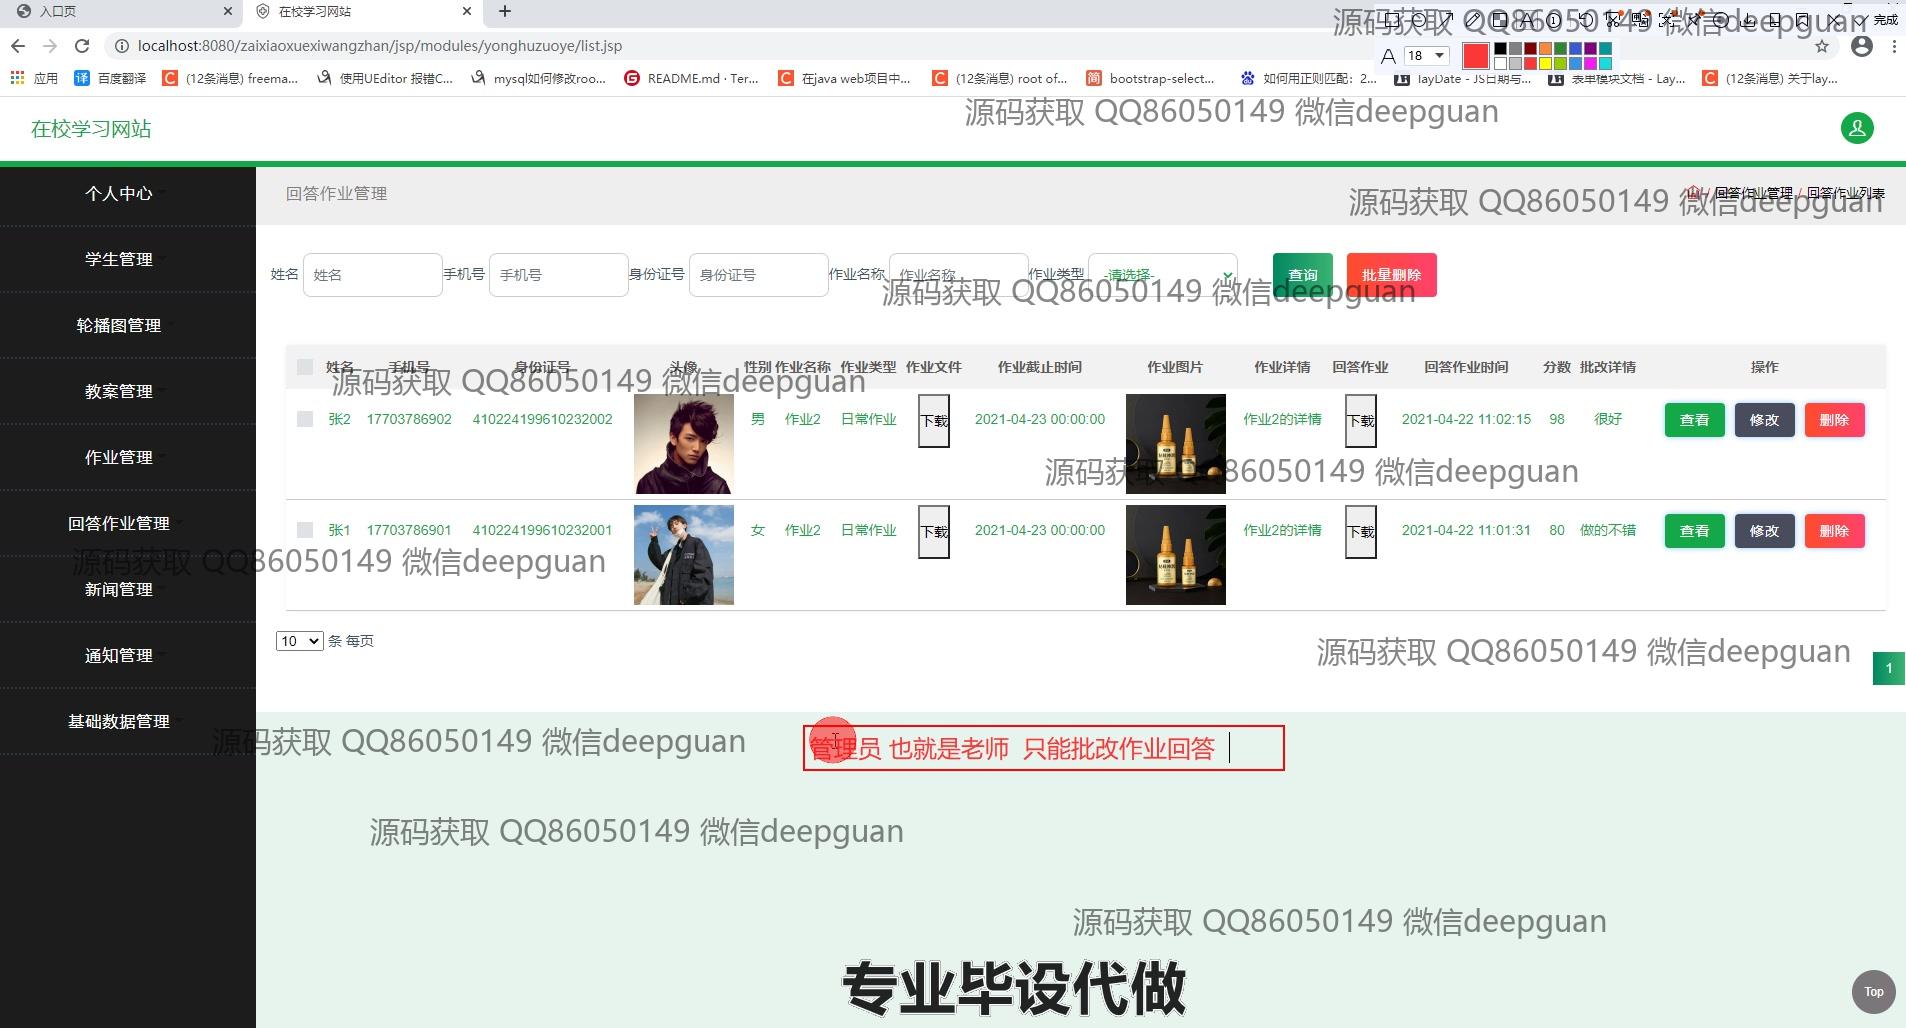 入口页
在校学习网站
完成
localhost:8080/zaixiaoxuexiwangzhan/jsp/modules/yonghuzuoye/list.jsp
18
应用
百度翻译
(12条消息) freema...
使用UEditor 报错C...
mysql如何修改roo...
README.md · Ter...
在java web项目中...
(12条消息) root of...
bootstrap-select...
如何用正则匹配：2...
layDate - JS日期与...
表单模块文档 - Lay...
(12条消息) 关于lay...
源码获取 QQ86050149 微信deepguan
源码获取 QQ86050149 微信deepguan
在校学习网站
个人中心
学生管理
轮播图管理
教案管理
作业管理
回答作业管理
新闻管理
通知管理
基础数据管理
回答作业管理
/ 回答作业管理 / 回答作业列表
源码获取 QQ86050149 微信deepguan
姓名 姓名 手机号 手机号 身份证号 身份证号 作业名称 作业名称 作业类型 -请选择- 查询 批量删除
源码获取 QQ86050149 微信deepguan
姓名 手机号 身份证号 头像 性别 作业名称 作业类型 作业文件 作业截止时间 作业图片 作业详情 回答作业 回答作业时间 分数 批改详情 操作
源码获取 QQ86050149 微信deepguan
张2 17703786902 410224199610232002 男 作业2 日常作业 下载 2021-04-23 00:00:00 作业2的详情 下载 2021-04-22 11:02:15 98 很好 查看 修改 删除
源码获取 QQ86050149 微信deepguan
张1 17703786901 410224199610232001 女 作业2 日常作业 下载 2021-04-23 00:00:00 作业2的详情 下载 2021-04-22 11:01:31 80 做的不错 查看 修改 删除
源码获取 QQ86050149 微信deepguan
10 条 每页
源码获取 QQ86050149 微信deepguan
1
源码获取 QQ86050149 微信deepguan
管理员 也就是老师 只能批改作业回答
源码获取 QQ86050149 微信deepguan
源码获取 QQ86050149 微信deepguan
专业毕设代做
Top